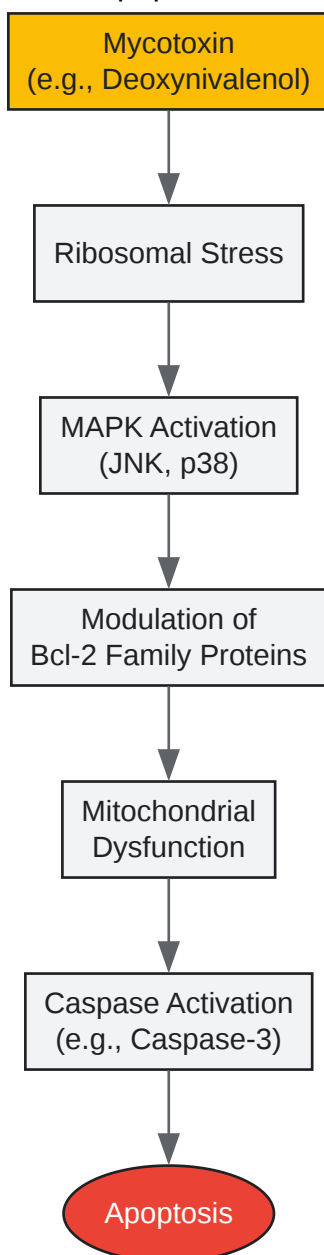 Mycotoxin
(e.g., Deoxynivalenol)
Ribosomal Stress
MAPK Activation
(JNK, p38)
Modulation of
Bcl-2 Family Proteins
Mitochondrial
Dysfunction
Caspase Activation
(e.g., Caspase-3)
Apoptosis